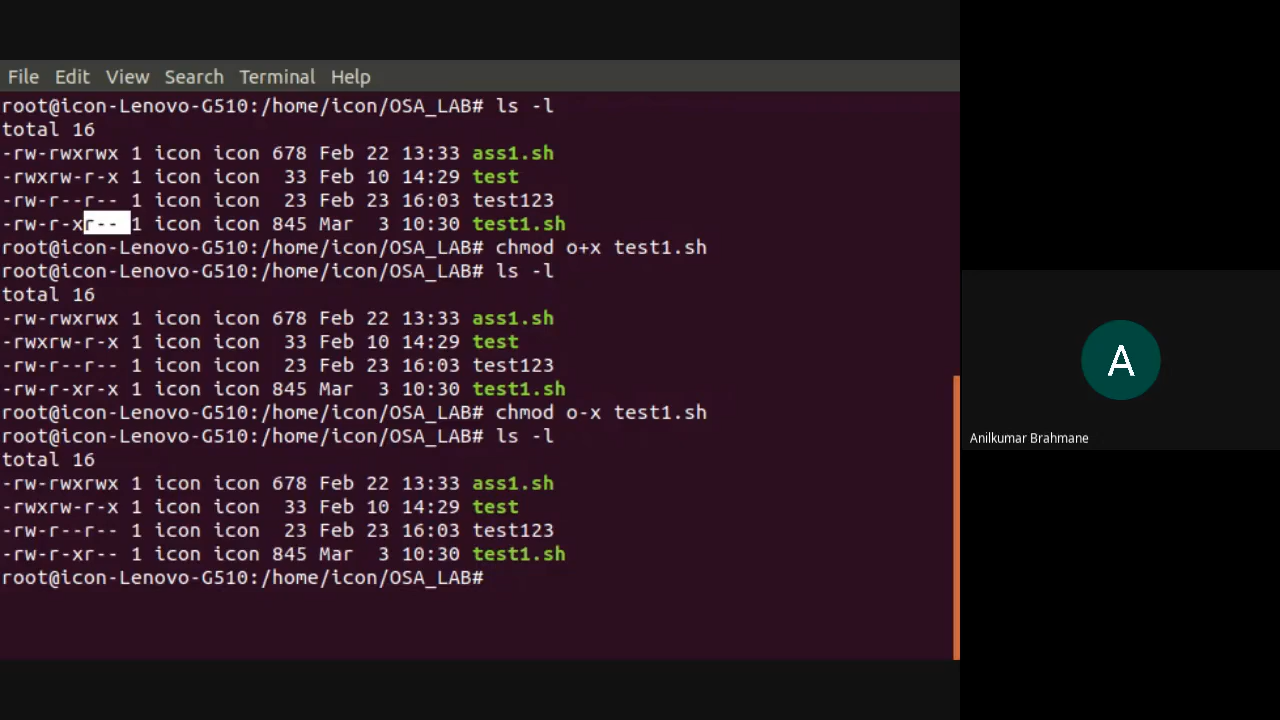 File Edit View Search Terminal Help
root@icon-Lenovo-G510:/home/icon/OSA_LAB# ls -l
total 16
-rw-rwxrwx 1 icon icon 678 Feb 22 13:33 ass1.sh
-rwxrw-r-x 1 icon icon  33 Feb 10 14:29 test
-rw-r--r-- 1 icon icon  23 Feb 23 16:03 test123
-rw-r-xr-- 1 icon icon 845 Mar  3 10:30 test1.sh
root@icon-Lenovo-G510:/home/icon/OSA_LAB# chmod o+x test1.sh
root@icon-Lenovo-G510:/home/icon/OSA_LAB# ls -l
total 16
-rw-rwxrwx 1 icon icon 678 Feb 22 13:33 ass1.sh
-rwxrw-r-x 1 icon icon  33 Feb 10 14:29 test
-rw-r--r-- 1 icon icon  23 Feb 23 16:03 test123
-rw-r-xr-x 1 icon icon 845 Mar  3 10:30 test1.sh
root@icon-Lenovo-G510:/home/icon/OSA_LAB# chmod o-x test1.sh
root@icon-Lenovo-G510:/home/icon/OSA_LAB# ls -l
total 16
-rw-rwxrwx 1 icon icon 678 Feb 22 13:33 ass1.sh
-rwxrw-r-x 1 icon icon  33 Feb 10 14:29 test
-rw-r--r-- 1 icon icon  23 Feb 23 16:03 test123
-rw-r-xr-- 1 icon icon 845 Mar  3 10:30 test1.sh
root@icon-Lenovo-G510:/home/icon/OSA_LAB#
A
Anilkumar Brahmane